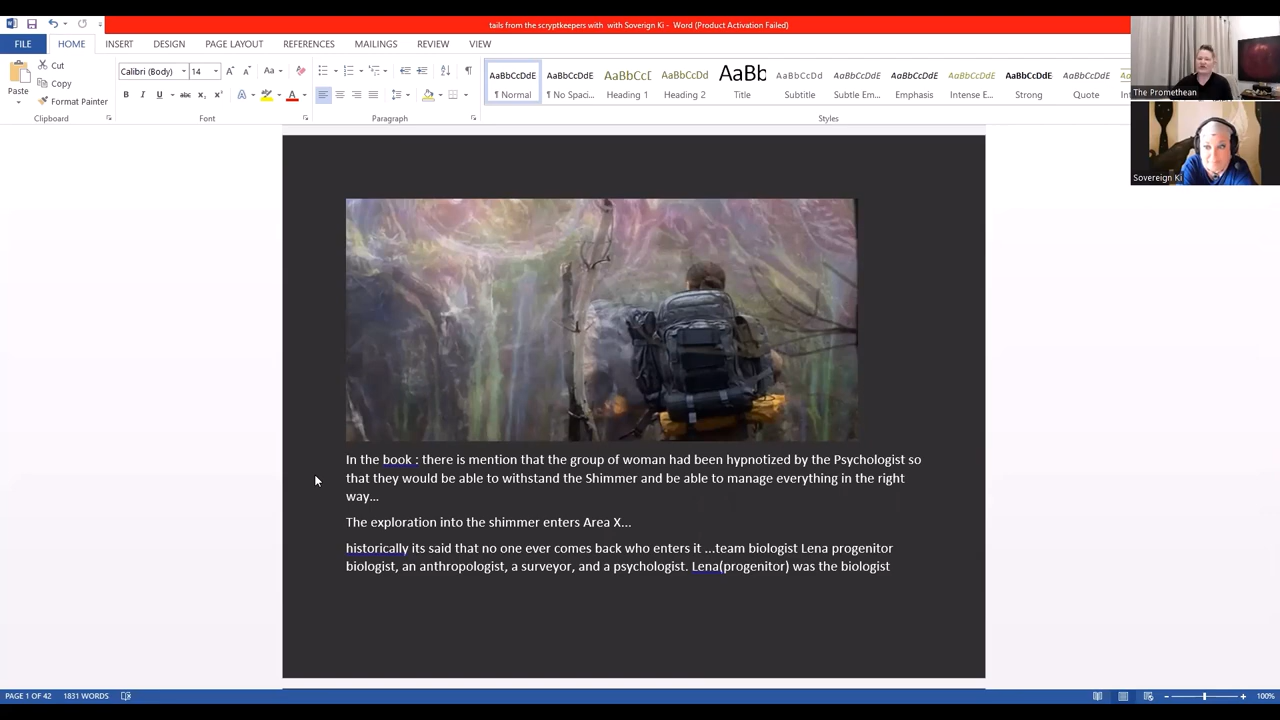 tails from the scryptkeepers with  with Soverign Ki -  Word (Product Activation Failed)
FILE HOME INSERT DESIGN PAGE LAYOUT REFERENCES MAILINGS REVIEW VIEW
Paste
Cut
Copy
Format Painter
Clipboard
Calibri (Body) 14
Font
Paragraph
AaBbCcDdE AaBbCcDdE AaBbC AaBbCcDd AaBb AaBbCcDd AaBbCcDdE AaBbCcDdE AaBbCcDdE AaBbCcDdE AaBbCcDdE
¶ Normal ¶ No Spaci... Heading 1 Heading 2 Title Subtitle Subtle Em... Emphasis Intense E... Strong Quote
Styles
The Promethean
Sovereign Ki
In the book : there is mention that the group of woman had been hypnotized by the Psychologist so
that they would be able to withstand the Shimmer and be able to manage everything in the right
way...
The exploration into the shimmer enters Area X...
historically its said that no one ever comes back who enters it ...team biologist Lena progenitor
biologist, an anthropologist, a surveyor, and a psychologist. Lena(progenitor) was the biologist
PAGE 1 OF 42 1831 WORDS
100%